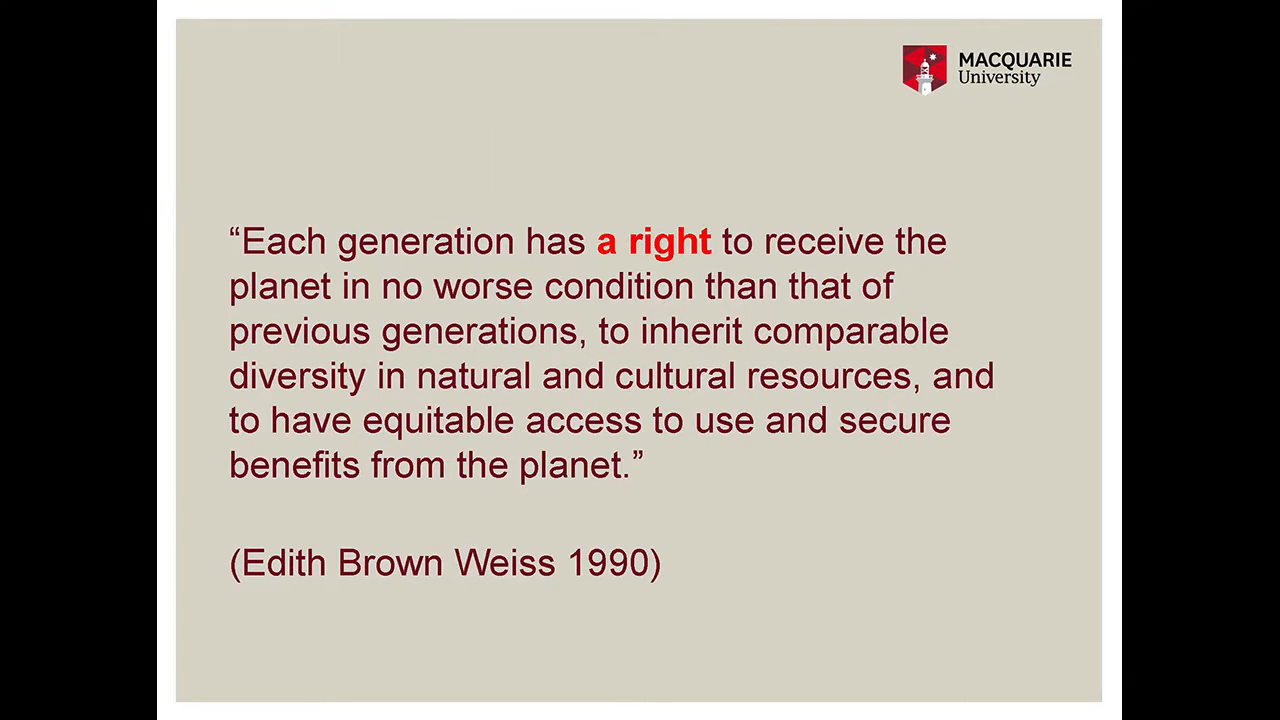 MACQUARIE
University
“Each generation has a right to receive the
planet in no worse condition than that of
previous generations, to inherit comparable
diversity in natural and cultural resources, and
to have equitable access to use and secure
benefits from the planet.”
(Edith Brown Weiss 1990)